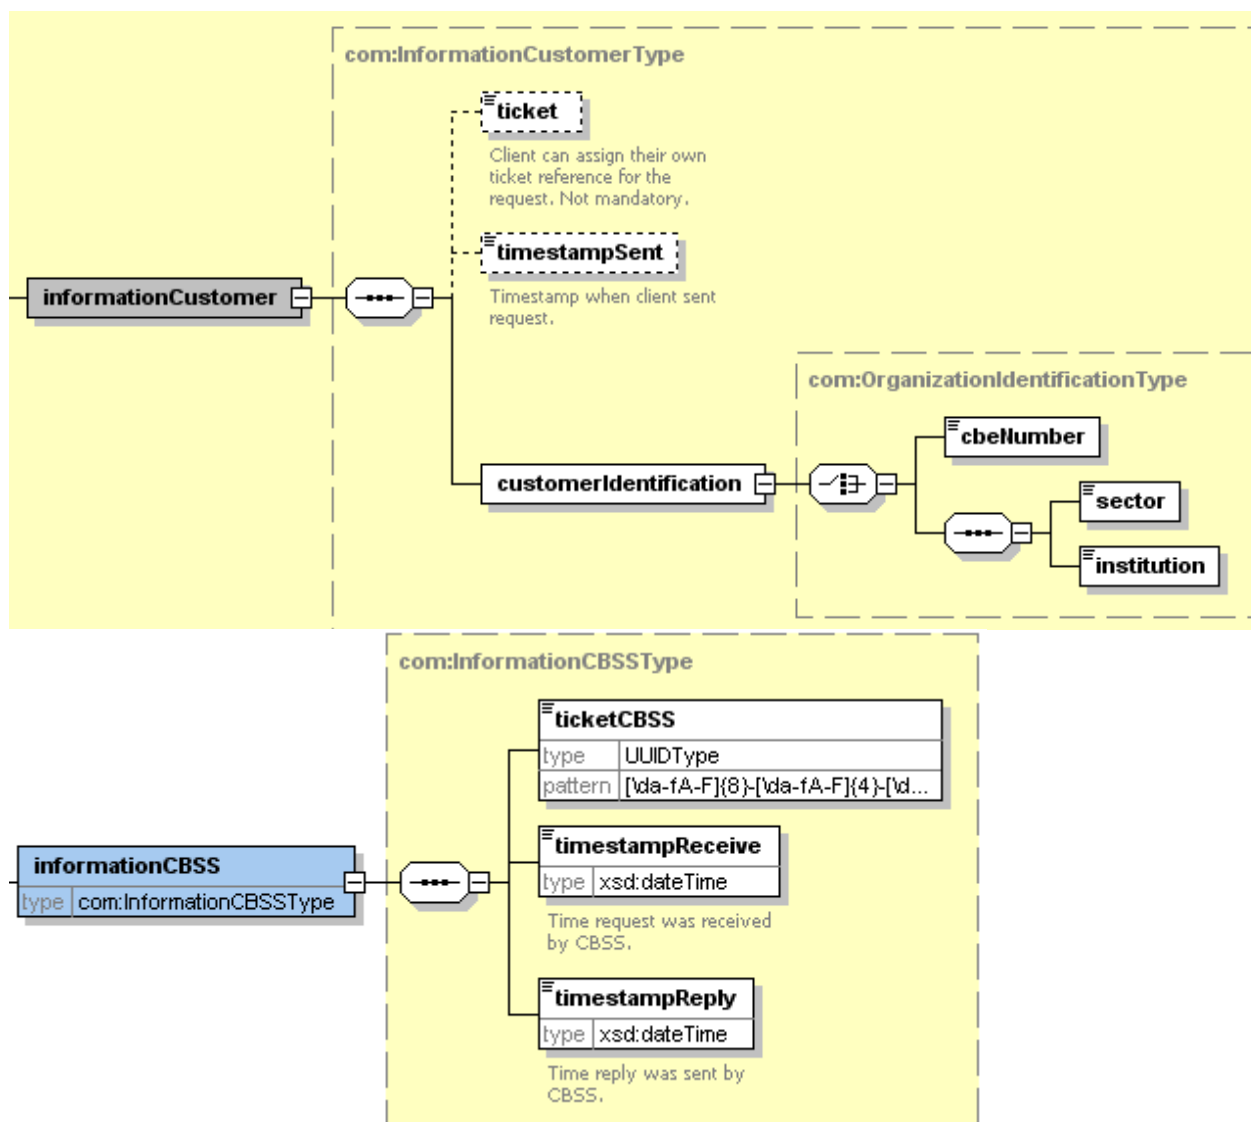 com:InformationCustomerType
ticket
Client can assign their own
ticket reference for the
request. Not mandatory.
timestampSent
Timestamp when client sent
request.
informationCustomer
com:OrganizationIdentificationType
cbeNumber
customerIdentification
sector
institution
com:InformationCBSSType
ticketCBSS
type UUIDType
pattern [\da-fA-F]{8}-[\da-fA-F]{4}-[\d...
timestampReceive
type xsd:dateTime
Time request was received
by CBSS.
informationCBSS
type com:InformationCBSSType
timestampReply
type xsd:dateTime
Time reply was sent by
CBSS.